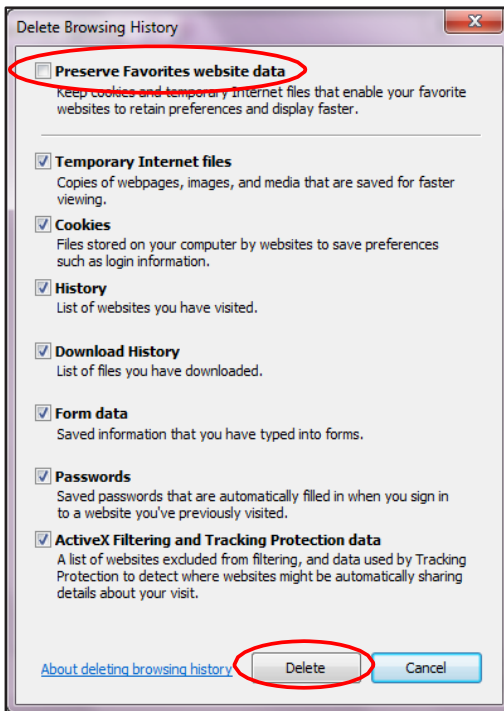 Delete Browsing History
Preserve Favorites website data
Keep cookies and temporary Internet files that enable your favorite
websites to retain preferences and display faster.
Temporary Internet files
Copies of webpages, images, and media that are saved for faster
viewing.
Cookies
Files stored on your computer by websites to save preferences
such as login information.
History
List of websites you have visited.
Download History
List of files you have downloaded.
Form data
Saved information that you have typed into forms.
Passwords
Saved passwords that are automatically filled in when you sign in
to a website you've previously visited.
ActiveX Filtering and Tracking Protection data
A list of websites excluded from filtering, and data used by Tracking
Protection to detect where websites might be automatically sharing
details about your visit.
About deleting browsing history Delete Cancel